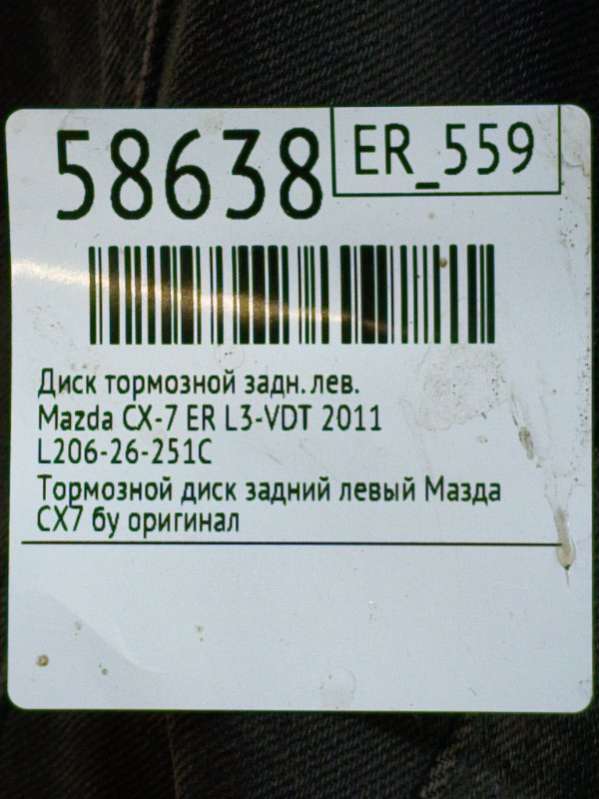 58638
ER_559
Диск тормозной задн. лев.
Mazda CX-7 ER L3-VDT 2011
L206-26-251C
Тормозной диск задний левый Мазда
СХ7 бу оригинал